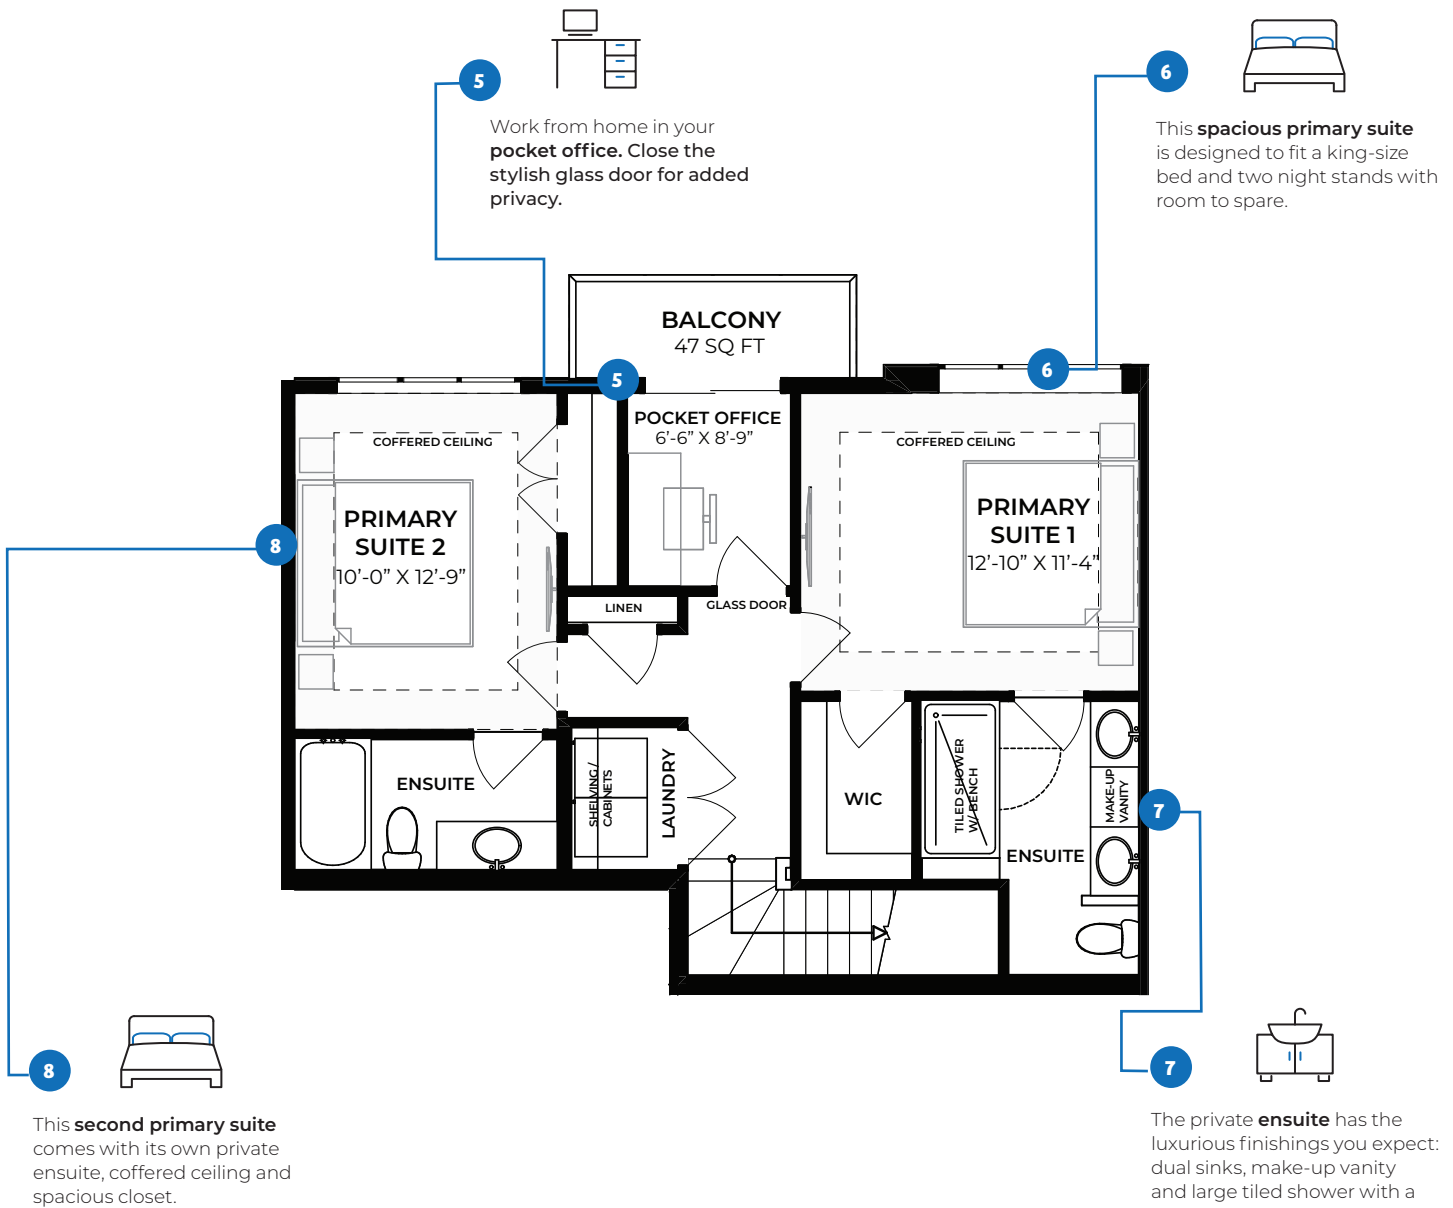 5
Work from home in your
pocket office. Close the
stylish glass door for added
privacy.
6
This spacious primary suite
is designed to fit a king-size
bed and two night stands with
room to spare.
BALCONY
47 SQ FT
5
6
POCKET OFFICE
6’-6” X 8’-9”
COFFERED CEILING
COFFERED CEILING
PRIMARY
SUITE 2
10’-0” X 12’-9”
PRIMARY
SUITE 1
12’-10” X 11’-4”
8
LINEN
GLASS DOOR
ENSUITE
SHELVING /
CABINETS
LAUNDRY
WIC
TILED SHOWER
W/ BENCH
MAKE-UP
VANITY
ENSUITE
7
8
This second primary suite
comes with its own private
ensuite, coffered ceiling and
spacious closet.
7
The private ensuite has the
luxurious finishings you expect:
dual sinks, make-up vanity
and large tiled shower with a